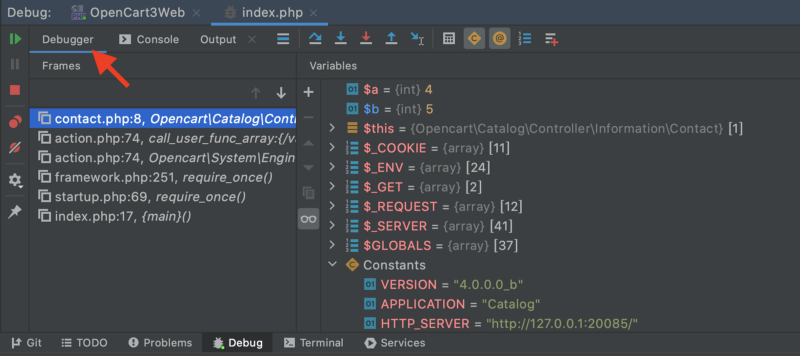 Debug: OpenCart3Web × index.php ×
Debugger Console Output ×
Frames Variables
contact.php:8, Opencart\Catalog\Cont
action.php:74, call_user_func_array:{/v
action.php:74, Opencart\System\Engin
framework.php:251, require_once()
startup.php:69, require_once()
index.php:17, {main}()
$a = {int} 4
$b = {int} 5
$this = {Opencart\Catalog\Controller\Information\Contact} [1]
$_COOKIE = {array} [11]
$_ENV = {array} [24]
$_GET = {array} [2]
$_REQUEST = {array} [12]
$_SERVER = {array} [41]
$GLOBALS = {array} [37]
Constants
VERSION = "4.0.0.0_b"
APPLICATION = "Catalog"
HTTP_SERVER = "http://127.0.0.1:20085/"
Git TODO Problems Debug Terminal Services